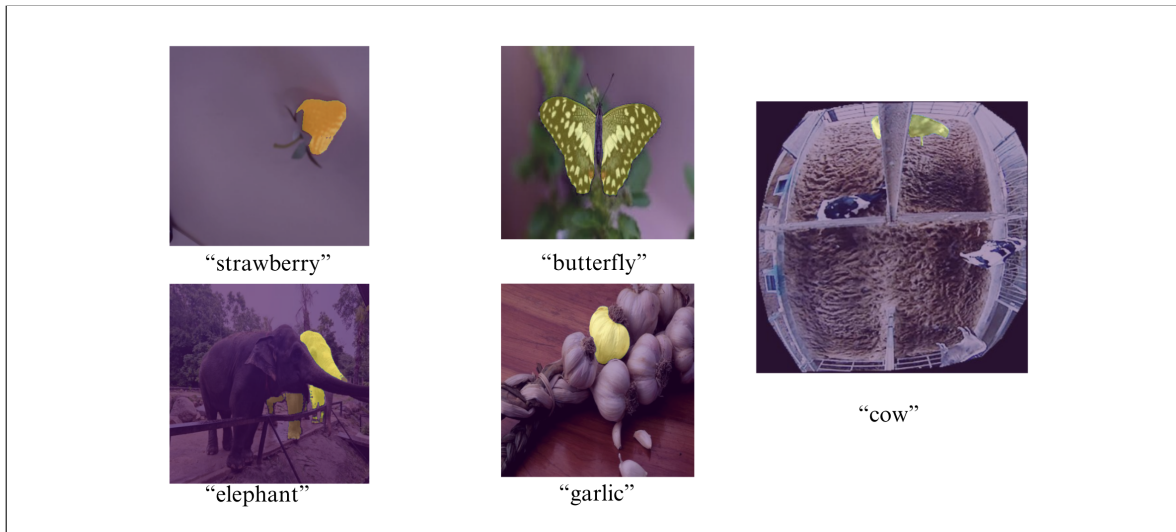 “strawberry”
“butterfly”
“elephant”
“garlic”
“cow”